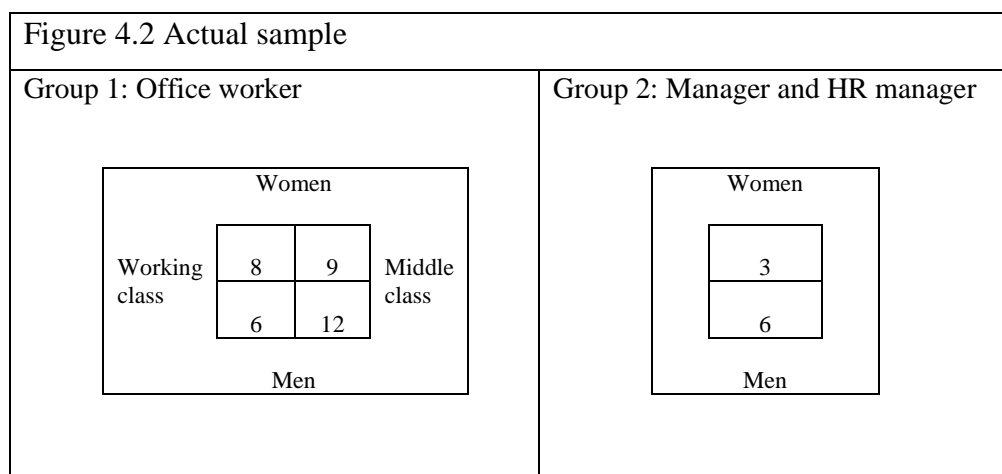 Figure 4.2 Actual sample
Group 1: Office worker
Group 2: Manager and HR manager
Women
Working class
8
9
Middle class
6
12
Men
Women
3
6
Men